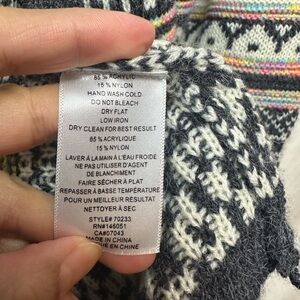 85 % ACRYLIC
15 % NYLON
HAND WASH COLD
DO NOT BLEACH
DRY FLAT
LOW IRON
DRY CLEAN FOR BEST RESULT
85 % ACRYLIQUE
15 % NYLON
LAVER À LA MAIN À L'EAU FROIDE
NE PAS UTILISER D'AGENT
DE BLANCHIMENT
FAIRE SÉCHER À PLAT
REPASSER À BASSE TEMPÉRATURE
POUR UN MEILLEUR RÉSULTAT
NETTOYER À SEC
STYLE# 70233
RN#146051
CA#07043
MADE IN CHINA
EN CHINE